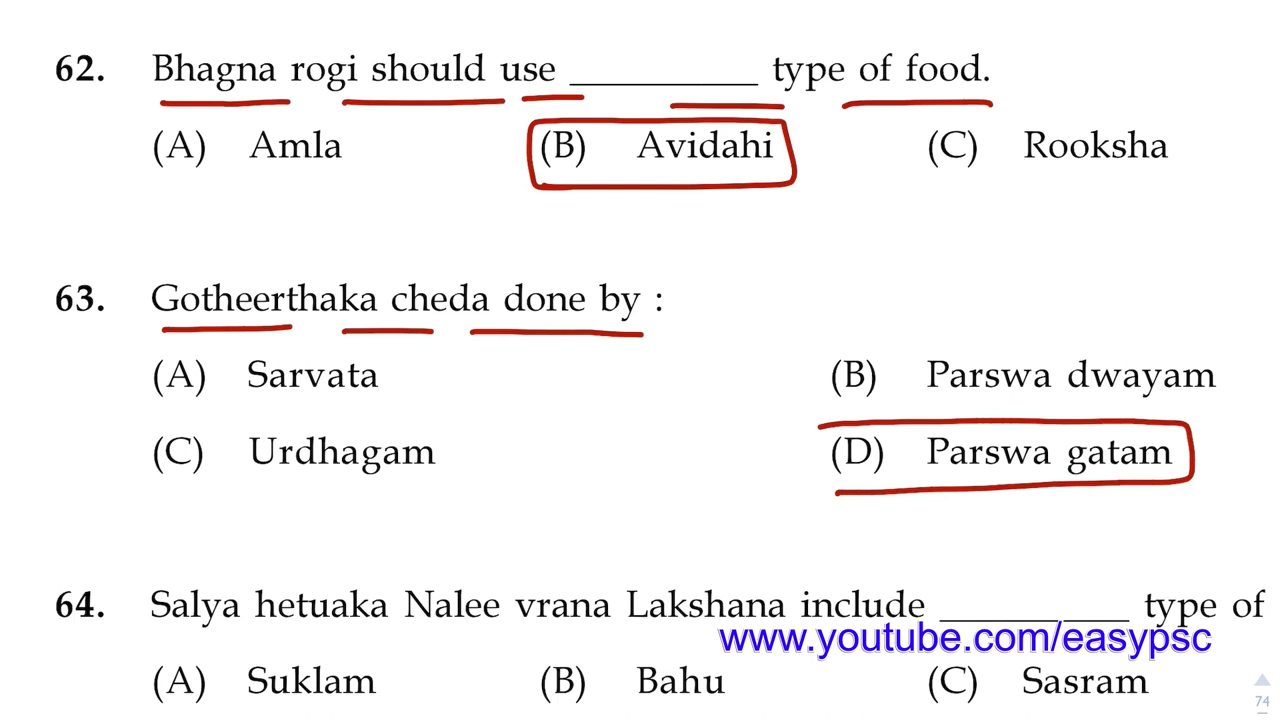 62. Bhagna rogi should use __________ type of food.
(A) Amla (B) Avidahi (C) Rooksha
63. Gotheerthaka cheda done by :
(A) Sarvata (B) Parswa dwayam
(C) Urdhagam (D) Parswa gatam
64. Salya hetuaka Nalee vrana Lakshana include __________ type of
www.youtube.com/easypsc
(A) Suklam (B) Bahu (C) Sasram
74